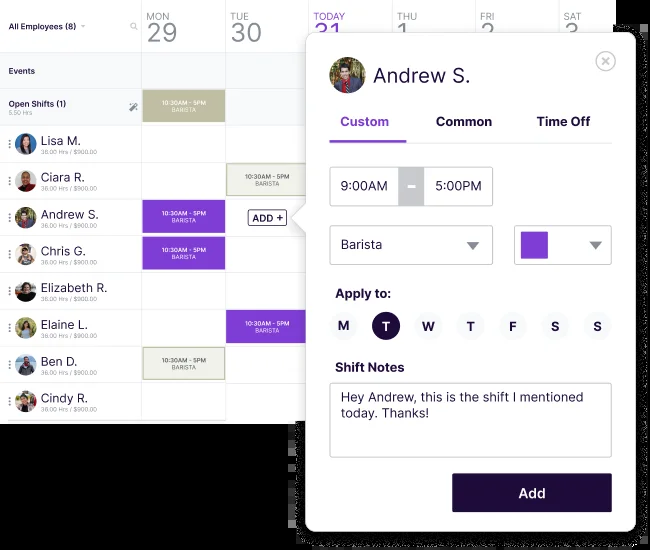 All Employees (8)
MON
29
TUE
30
TODAY
31
THU
1
FRI
2
SAT
3
Events
Open Shifts (1)
5.50 Hrs
10:30AM - 5PM
BARISTA
Lisa M.
36.00 Hrs / $900.00
Ciara R.
36.00 Hrs / $900.00
10:30AM - 5PM
BARISTA
Andrew S.
36.00 Hrs / $900.00
10:30AM - 5PM
BARISTA
ADD +
Chris G.
36.00 Hrs / $900.00
10:30AM - 5PM
BARISTA
Elizabeth R.
36.00 Hrs / $900.00
Elaine L.
36.00 Hrs / $900.00
10:30AM - 5PM
BARISTA
Ben D.
36.00 Hrs / $900.00
10:30AM - 5PM
BARISTA
Cindy R.
36.00 Hrs / $900.00
Andrew S.
Custom Common Time Off
9:00AM - 5:00PM
Barista
Apply to:
M T W T F S S
Shift Notes
Hey Andrew, this is the shift I mentioned
today. Thanks!
Add